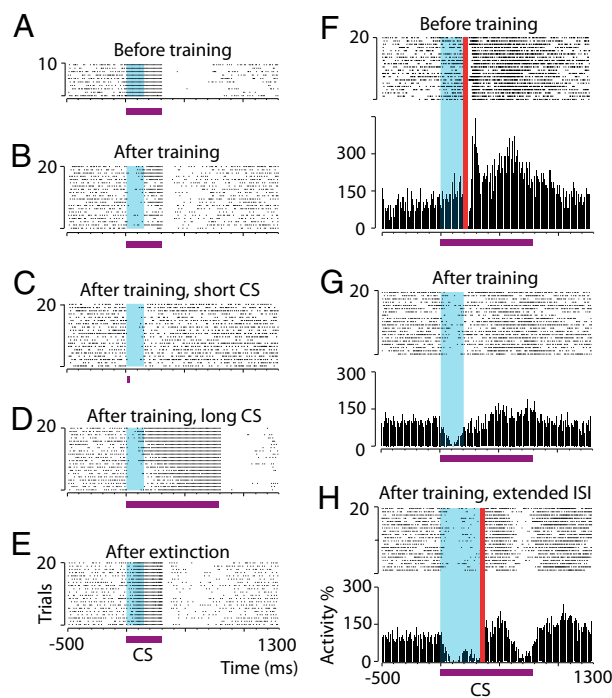 A
Before training
10
B
After training
20
C
After training, short CS
20
D
After training, long CS
20
E
After extinction
20
Trials
-500
1300
CS
Time (ms)
F
Before training
20
300
150
0
G
After training
20
300
150
0
H
After training, extended ISI
20
300
150
0
Activity %
-500
1300
CS